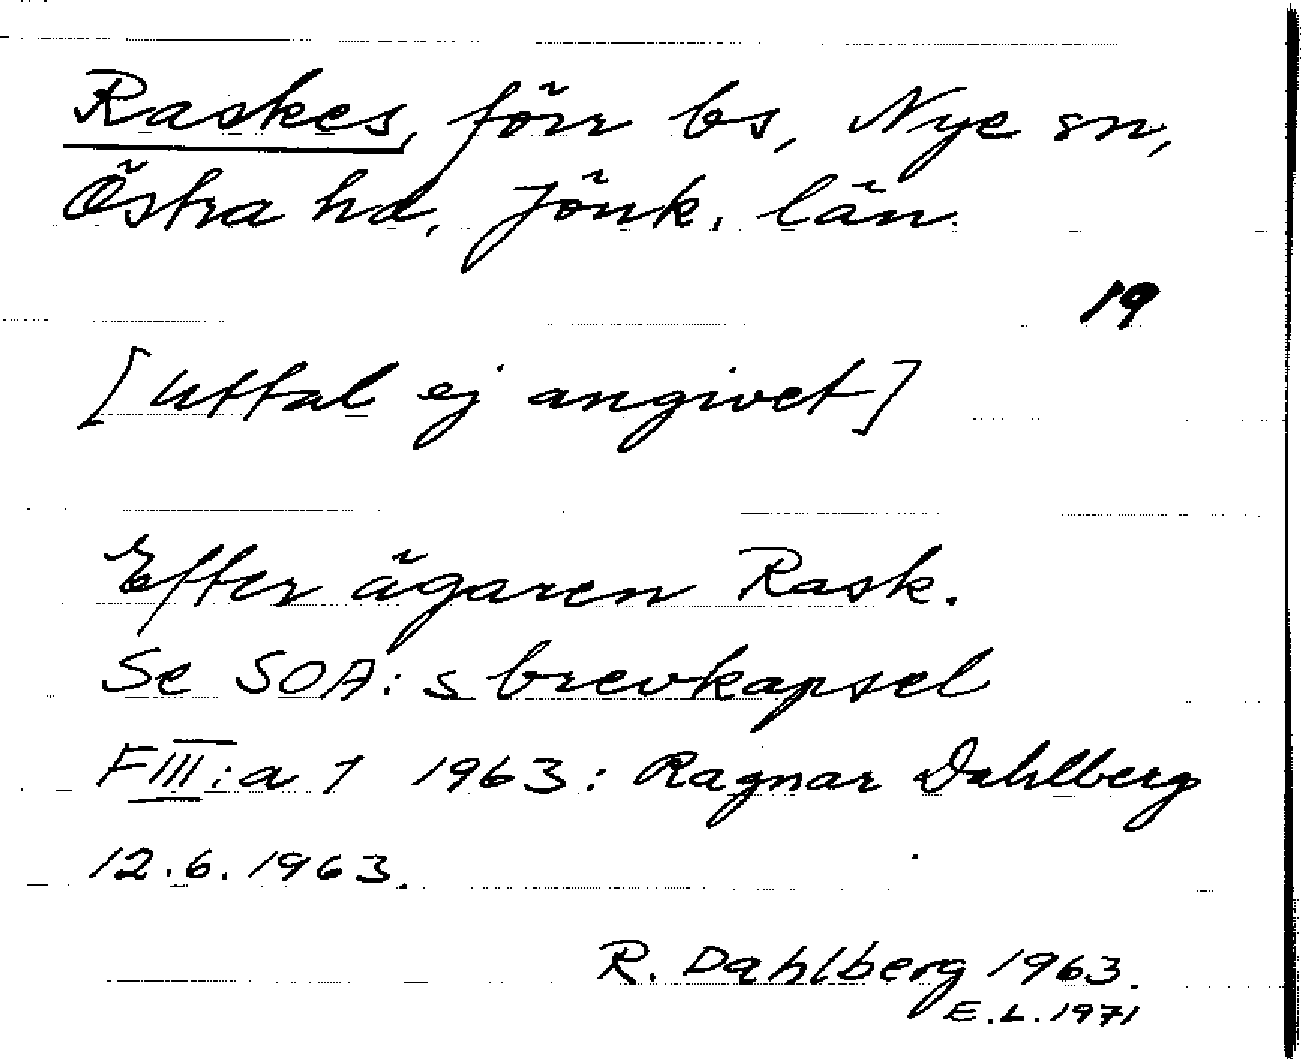 Raskes, förr bs, Nye sn,
Östra hd, Jönk. län.
19
[Uttal ej angivet]
Efter ägaren Rask.
Se SOA:s brevkapsel
FIII:a 1 1963: Ragnar Dahlberg
12.6.1963.
R. Dahlberg 1963.
E.L. 1971